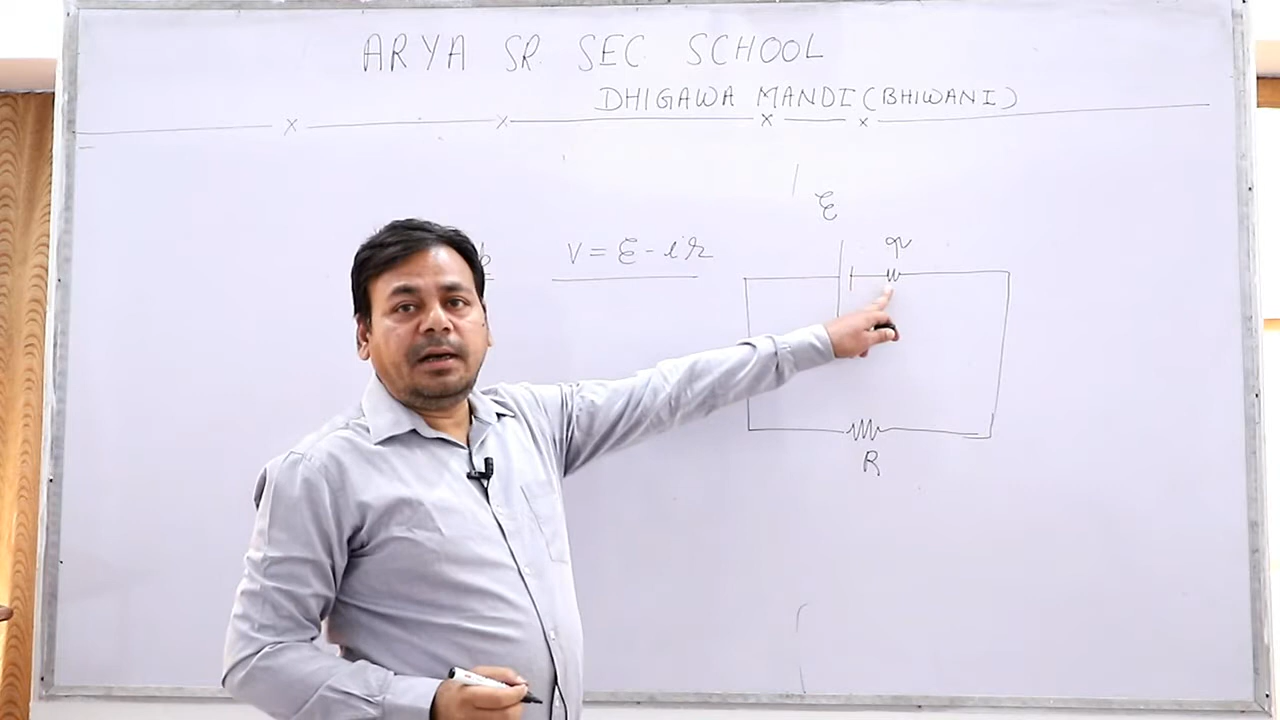 ARYA SR. SEC. SCHOOL
DHIGAWA MANDI (BHIWANI)
ℰ
V = ℰ - ir
r
R